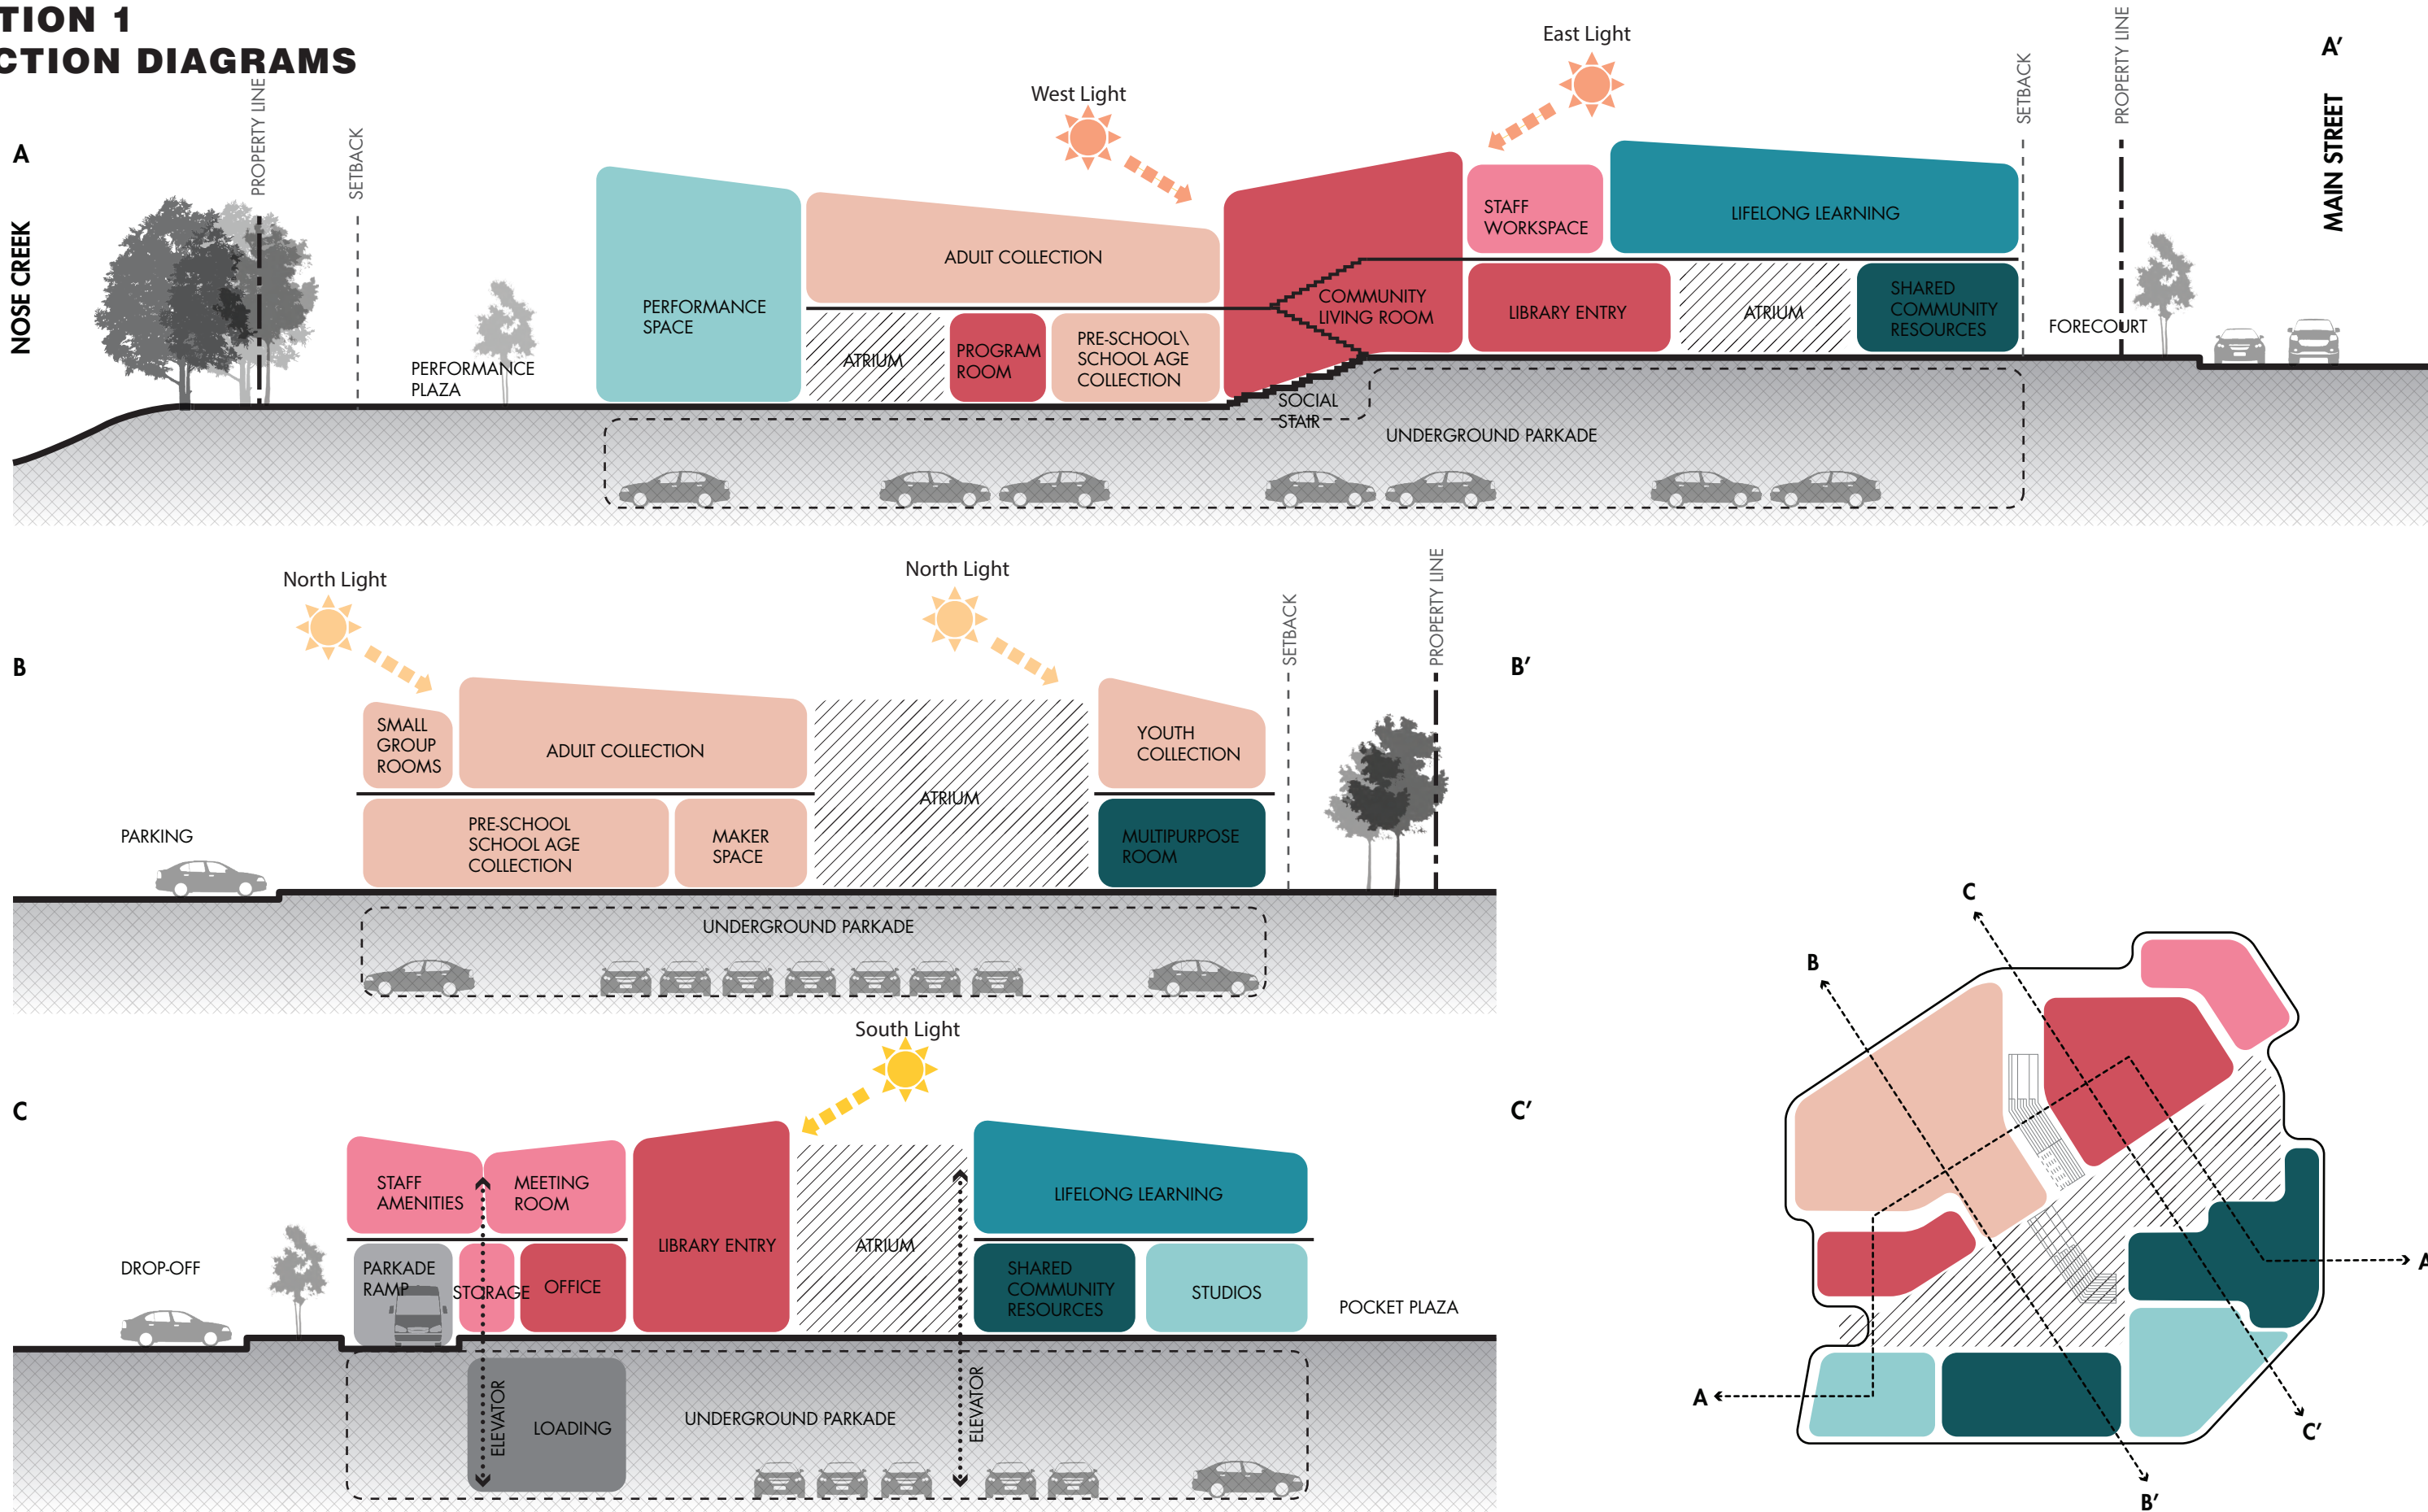 TION 1
CTION DIAGRAMS
A
A′
NOSE CREEK
PROPERTY LINE
SETBACK
West Light
East Light
SETBACK
PROPERTY LINE
MAIN STREET
PERFORMANCE
PLAZA
PERFORMANCE
SPACE
ADULT COLLECTION
ATRIUM
PROGRAM
ROOM
PRE-SCHOOL\
SCHOOL AGE
COLLECTION
COMMUNITY
LIVING ROOM
SOCIAL
STAIR
STAFF
WORKSPACE
LIFELONG LEARNING
LIBRARY ENTRY
ATRIUM
SHARED
COMMUNITY
RESOURCES
FORECOURT
UNDERGROUND PARKADE
B
B′
North Light
North Light
SETBACK
PROPERTY LINE
SMALL
GROUP
ROOMS
ADULT COLLECTION
YOUTH
COLLECTION
PARKING
PRE-SCHOOL
SCHOOL AGE
COLLECTION
MAKER
SPACE
ATRIUM
MULTIPURPOSE
ROOM
UNDERGROUND PARKADE
C
C′
South Light
STAFF
AMENITIES
MEETING
ROOM
LIBRARY ENTRY
ATRIUM
LIFELONG LEARNING
DROP-OFF
PARKADE
RAMP
STORAGE
OFFICE
SHARED
COMMUNITY
RESOURCES
STUDIOS
POCKET PLAZA
ELEVATOR
LOADING
UNDERGROUND PARKADE
ELEVATOR
C
B
A
A
C′
B′